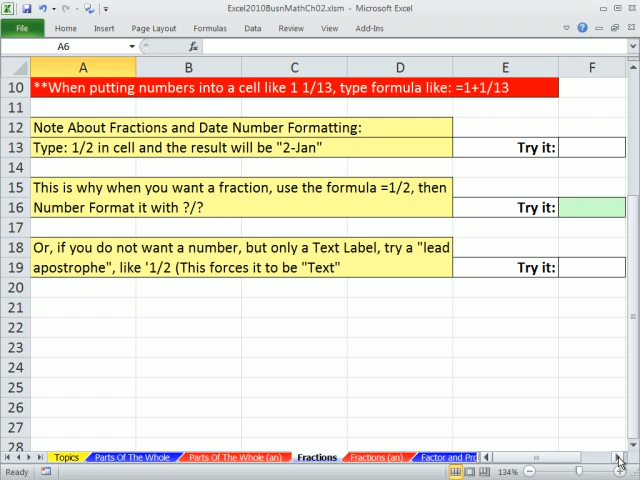 Excel2010BusnMathCh02.xlsm - Microsoft Excel
File Home Insert Page Layout Formulas Data Review View Add-Ins
A6 fx
A B C D E F
10 **When putting numbers into a cell like 1 1/13, type formula like: =1+1/13
11
12 Note About Fractions and Date Number Formatting:
13 Type: 1/2 in cell and the result will be "2-Jan" Try it:
14
15 This is why when you want a fraction, use the formula =1/2, then
16 Number Format it with ?/? Try it:
17
18 Or, if you do not want a number, but only a Text Label, try a "lead
19 apostrophe", like '1/2 (This forces it to be "Text" Try it:
20
21
22
23
24
25
26
27
28
Topics Parts Of The Whole Parts Of The Whole (an) Fractions Fractions (an) Factor and Pro
Ready 134%